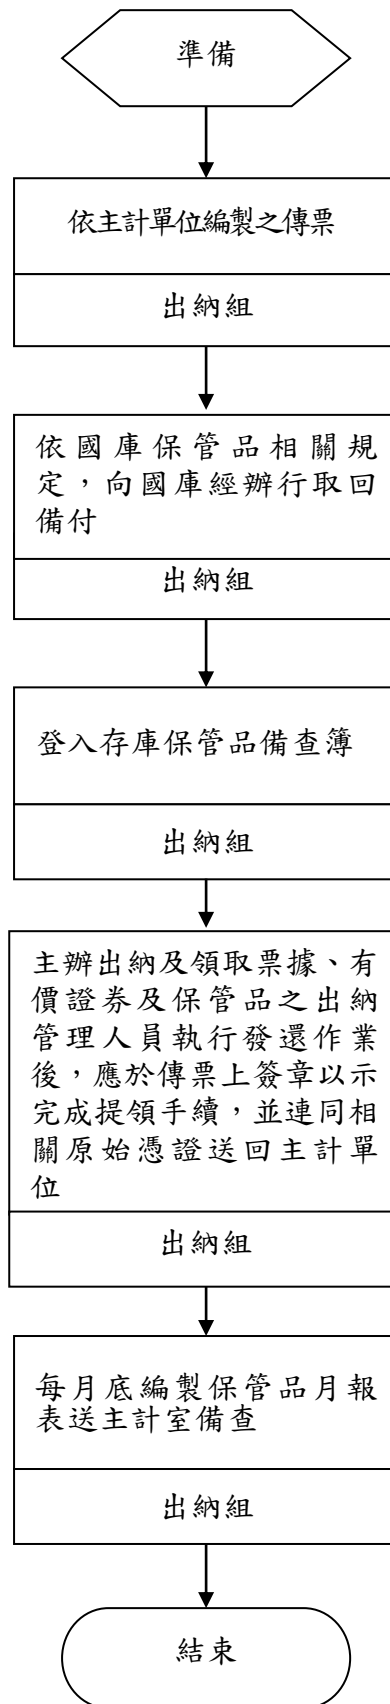 準備
依主計單位編製之傳票
出納組
依國庫保管品相關規
定，向國庫經辦行取回
備付
出納組
登入存庫保管品備查簿
出納組
主辦出納及領取票據、有
價證券及保管品之出納
管理人員執行發還作業
後，應於傳票上簽章以示
完成提領手續，並連同相
關原始憑證送回主計單
位
出納組
每月底編製保管品月報
表送主計室備查
出納組
結束